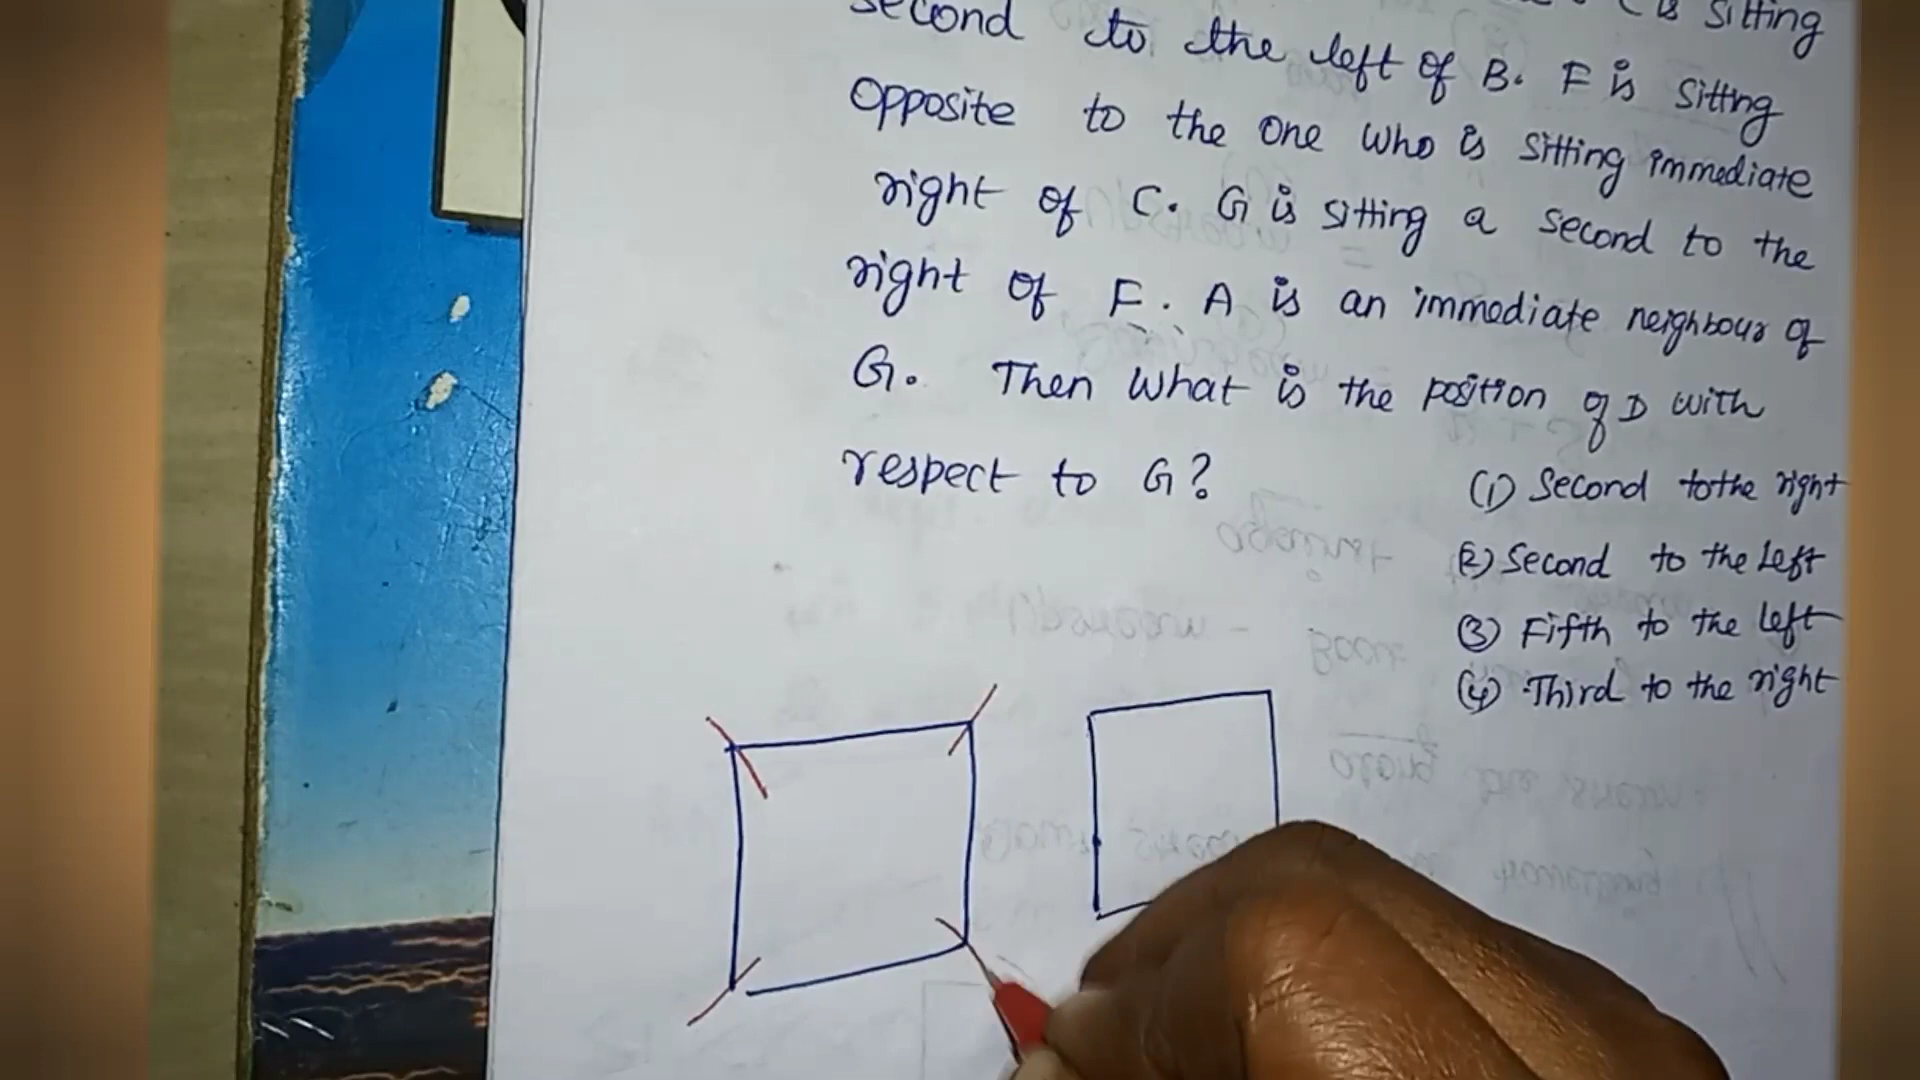 C is sitting
second to the left of B. F is sitting
opposite to the one who is sitting immediate
right of C. G is sitting a second to the
right of F. A is an immediate neighbour of
G. Then what is the position of D with
respect to G?
(1) Second to the right
(2) Second to the Left
(3) Fifth to the left
(4) Third to the right